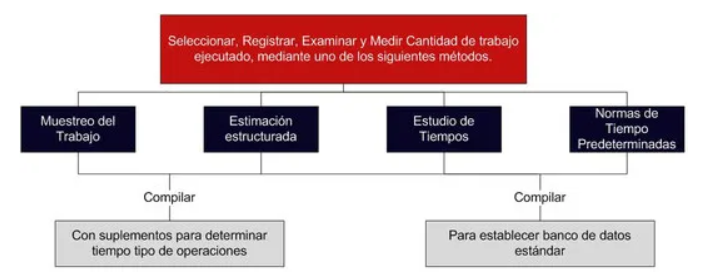 Seleccionar, Registrar, Examinar y Medir Cantidad de trabajo
ejecutado, mediante uno de los siguientes métodos.
Muestreo del
Trabajo
Estimación
estructurada
Estudio de
Tiempos
Normas de
Tiempo
Predeterminadas
Compilar
Compilar
Con suplementos para determinar
tiempo tipo de operaciones
Para establecer banco de datos
estándar